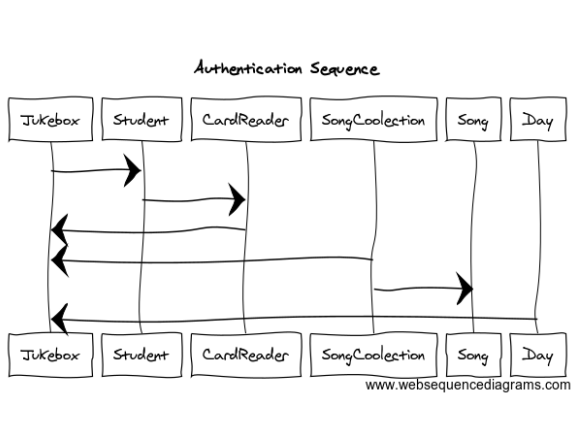 Authentication Sequence
Jukebox Student CardReader SongCoolection Song Day
Jukebox Student CardReader SongCoolection Song Day
www.websequencediagrams.com